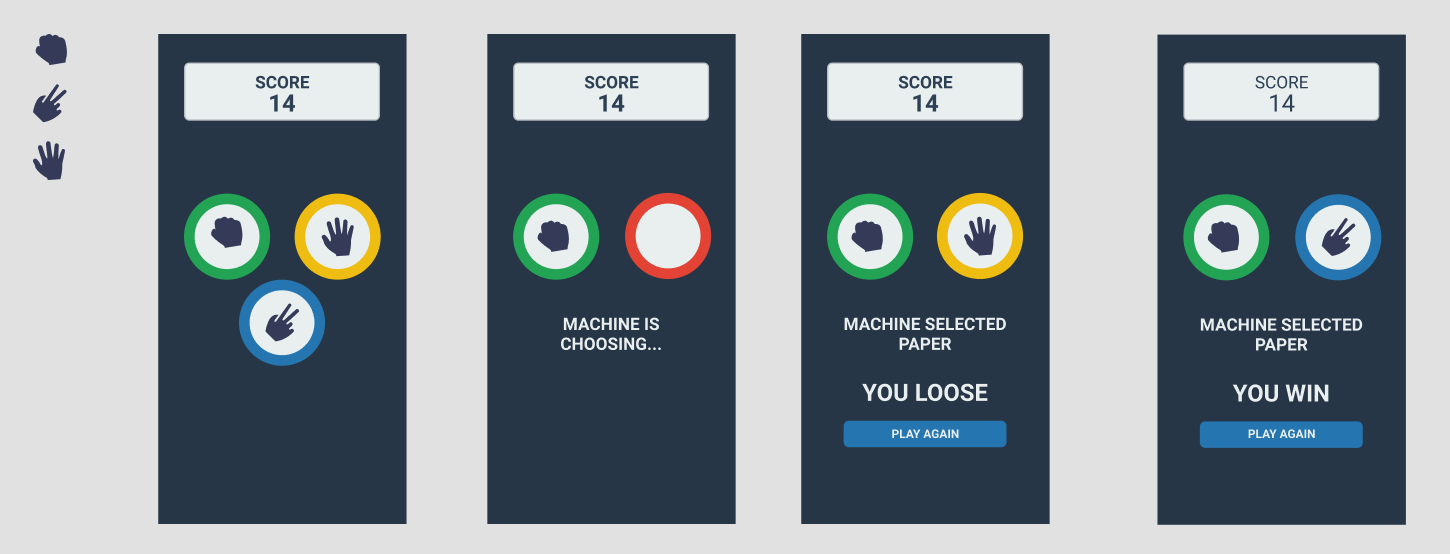 SCORE
14
SCORE
14
MACHINE IS
CHOOSING...
SCORE
14
MACHINE SELECTED
PAPER
YOU LOOSE
PLAY AGAIN
SCORE
14
MACHINE SELECTED
PAPER
YOU WIN
PLAY AGAIN